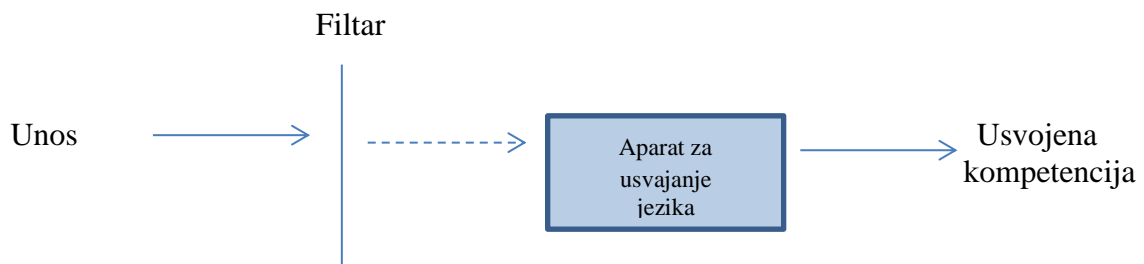 Filtar
Unos
Aparat za
usvajanje
jezika
Usvojena
kompetencija